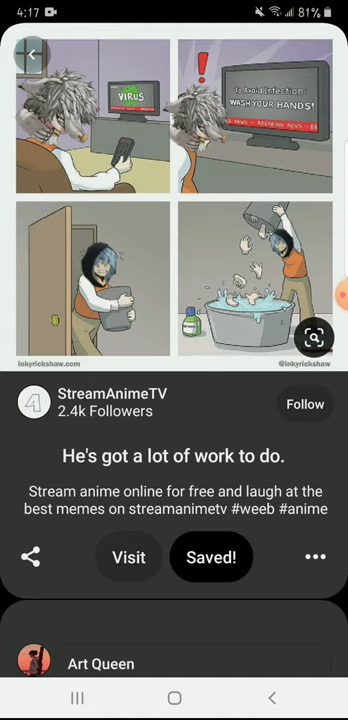 4:17
81%
VIRUS
To Avoid Infection
WASH YOUR HANDS!
NEWS - BREAKING NEWS -
inkyrickshaw.com
@inkyrickshaw
StreamAnimeTV
2.4k Followers
Follow
He's got a lot of work to do.
Stream anime online for free and laugh at the
best memes on streamanimetv #weeb #anime
Visit
Saved!
Art Queen